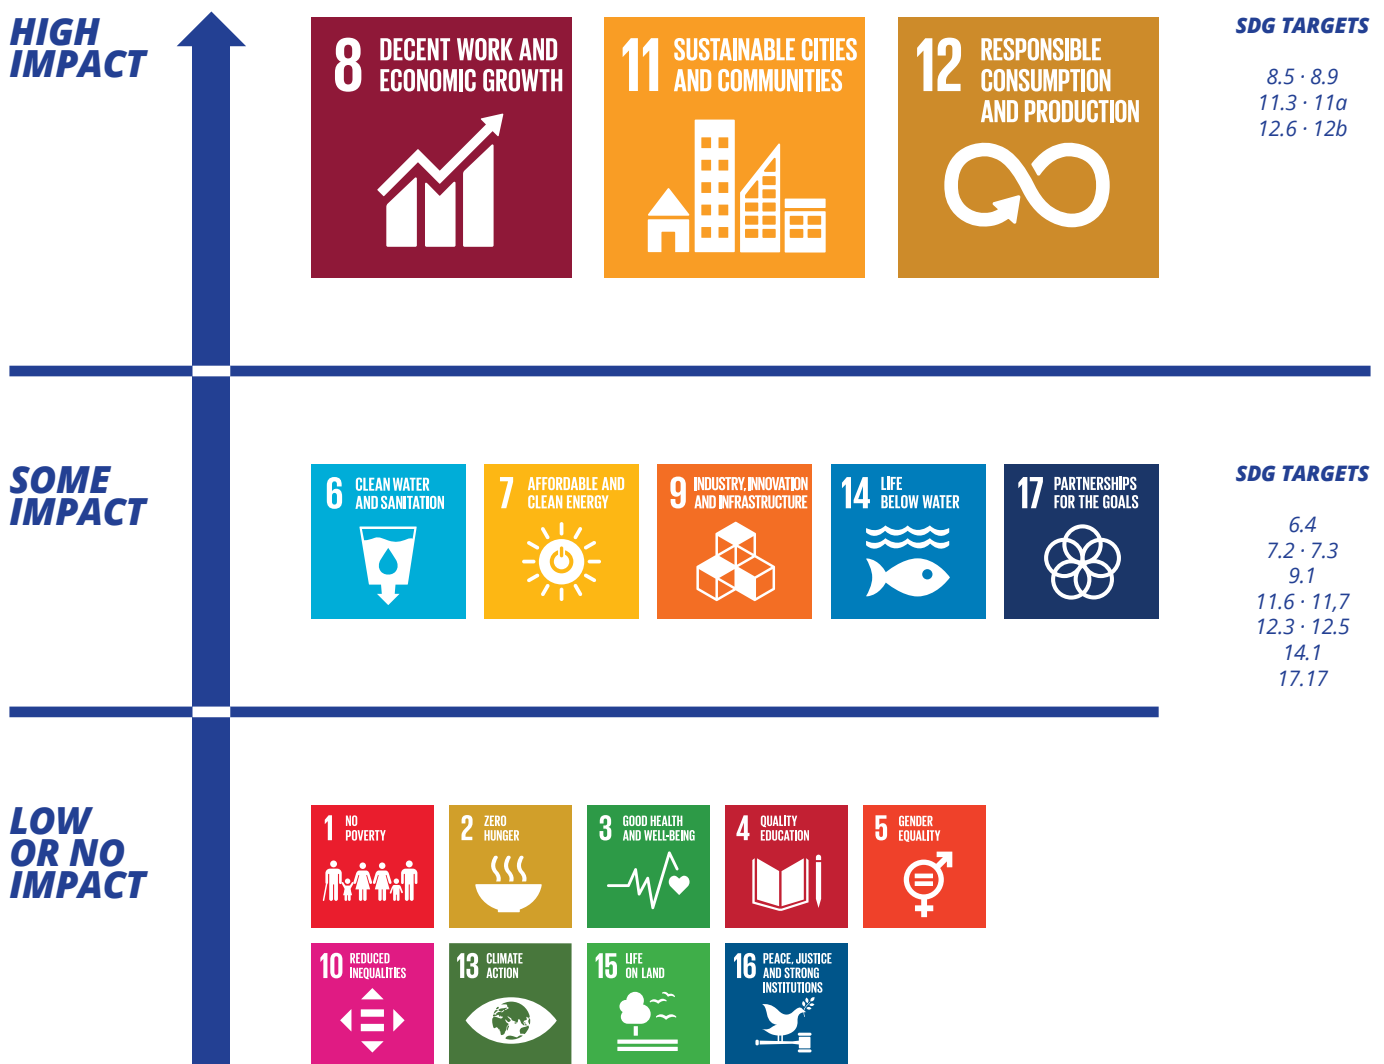 HIGH
IMPACT
8 DECENT WORK AND
ECONOMIC GROWTH
11 SUSTAINABLE CITIES
AND COMMUNITIES
12 RESPONSIBLE
CONSUMPTION
AND PRODUCTION
SDG TARGETS
8.5 · 8.9
11.3 · 11a
12.6 · 12b
SOME
IMPACT
6 CLEAN WATER
AND SANITATION
7 AFFORDABLE AND
CLEAN ENERGY
9 INDUSTRY, INNOVATION
AND INFRASTRUCTURE
14 LIFE
BELOW WATER
17 PARTNERSHIPS
FOR THE GOALS
SDG TARGETS
6.4
7.2 · 7.3
9.1
11.6 · 11,7
12.3 · 12.5
14.1
17.17
LOW
OR NO
IMPACT
1 NO
POVERTY
2 ZERO
HUNGER
3 GOOD HEALTH
AND WELL-BEING
4 QUALITY
EDUCATION
5 GENDER
EQUALITY
10 REDUCED
INEQUALITIES
13 CLIMATE
ACTION
15 LIFE
ON LAND
16 PEACE, JUSTICE
AND STRONG
INSTITUTIONS